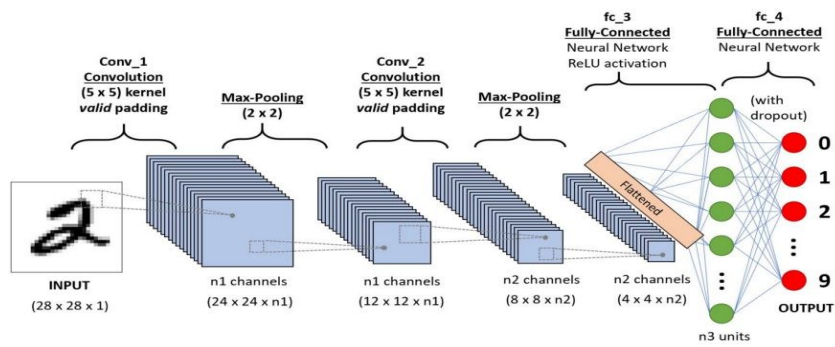 Conv_1
Convolution
(5 x 5) kernel
valid padding
Max-Pooling
(2 x 2)
Conv_2
Convolution
(5 x 5) kernel
valid padding
Max-Pooling
(2 x 2)
fc_3
Fully-Connected
Neural Network
ReLU activation
fc_4
Fully-Connected
Neural Network
(with
dropout)
2
INPUT
(28 x 28 x 1)
n1 channels
(24 x 24 x n1)
n1 channels
(12 x 12 x n1)
n2 channels
(8 x 8 x n2)
n2 channels
(4 x 4 x n2)
Flattened
n3 units
0
1
2
9
OUTPUT